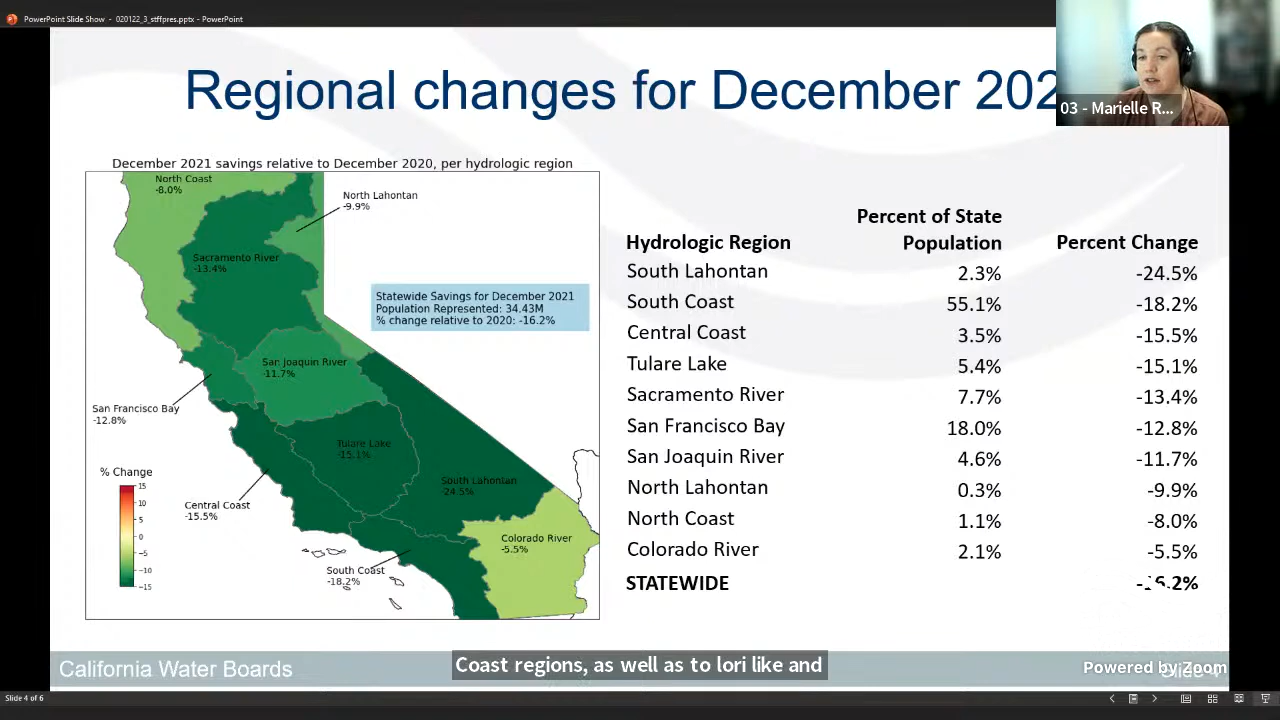 PowerPoint Slide Show - 020122_3_stffpres.pptx - PowerPoint
Regional changes for December 202
03 - Marielle R...
December 2021 savings relative to December 2020, per hydrologic region
North Coast
-8.0%
North Lahontan
-9.9%
Sacramento River
-13.4%
Statewide Savings for December 2021
Population Represented: 34.43M
% change relative to 2020: -16.2%
San Joaquin River
-11.7%
San Francisco Bay
-12.8%
Tulare Lake
-15.1%
South Lahontan
-24.5%
Central Coast
-15.5%
Colorado River
-5.5%
South Coast
-18.2%
% Change
15
10
5
0
−5
−10
−15
Percent of State
Hydrologic Region Population Percent Change
South Lahontan 2.3% -24.5%
South Coast 55.1% -18.2%
Central Coast 3.5% -15.5%
Tulare Lake 5.4% -15.1%
Sacramento River 7.7% -13.4%
San Francisco Bay 18.0% -12.8%
San Joaquin River 4.6% -11.7%
North Lahontan 0.3% -9.9%
North Coast 1.1% -8.0%
Colorado River 2.1% -5.5%
STATEWIDE -16.2%
California Water Boards
Coast regions, as well as to lori like and
Powered by Zoom
Slide 4 of 6